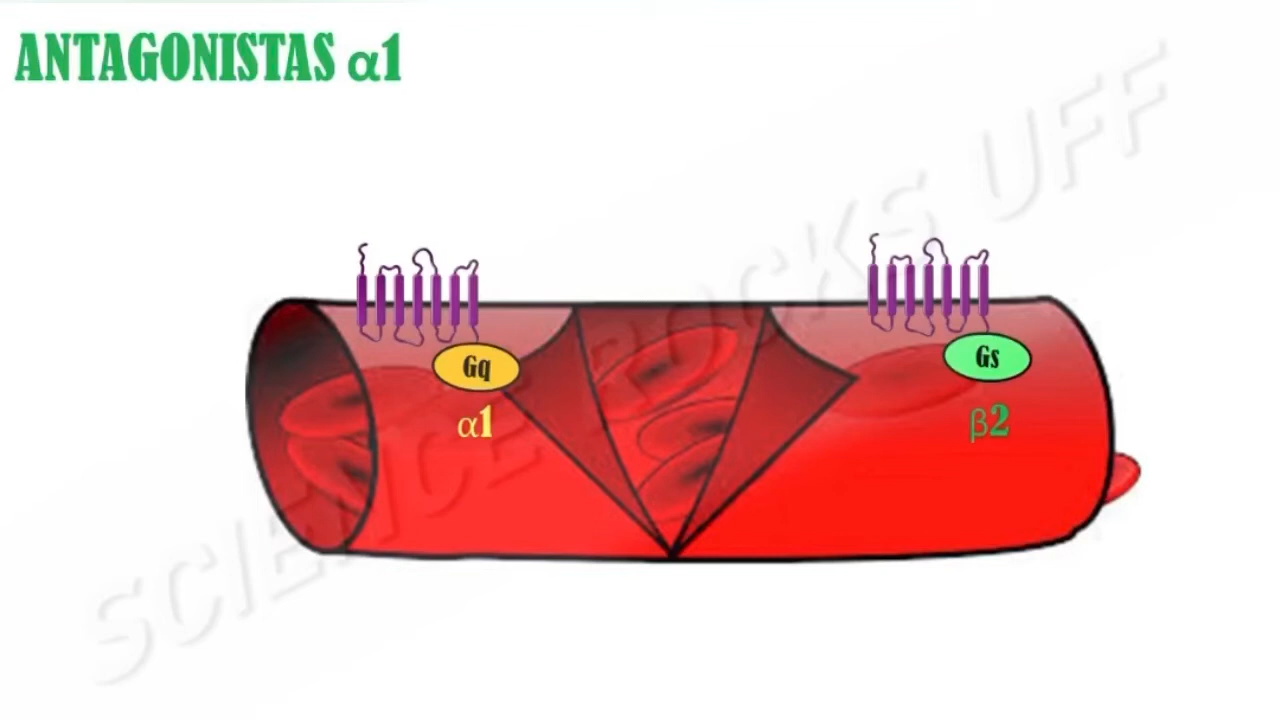 ANTAGONISTAS α1
Gq
α1
Gs
β2
SCIENCE ROCKS UFF